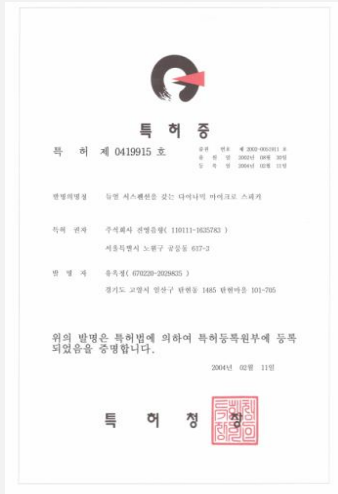 특허증
특 허 제 0419915 호
출원 번호 제 2002-0051951 호
출 원 일 2002년 08월 30일
등 록 일 2004년 02월 11일
발명의명칭 듀얼 서스펜션을 갖는 다이나믹 마이크로 스피커
특허 권자 주식회사 진영음향( 110111-1635782 )
서울특별시 노원구 공릉동 617-2
발 명 자
경기도 고양시 일산구 탄현동 1485 탄현마을 101-705
위의 발명은 특허법에 의하여 특허등록원부에 등록
되었음을 증명합니다.
2004년 02월 11일
특 허 청 장